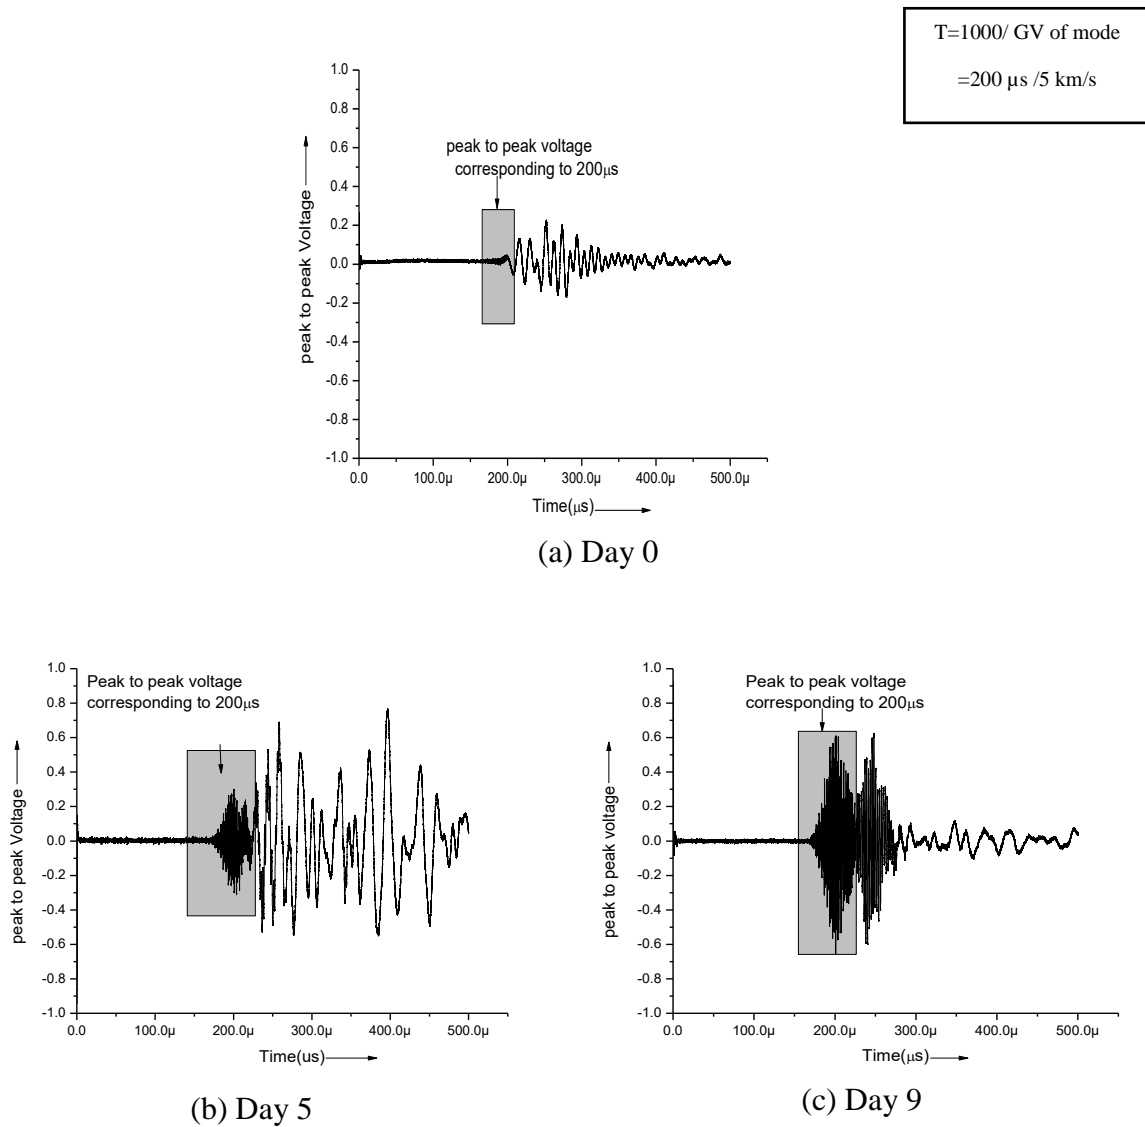 T=1000/ GV of mode
=200 µs /5 km/s
peak to peak voltage
corresponding to 200μs
peak to peak Voltage
1.0
0.8
0.6
0.4
0.2
0.0
-0.2
-0.4
-0.6
-0.8
-1.0
0.0 100.0µ 200.0µ 300.0µ 400.0µ 500.0µ
Time(μs)
(a) Day 0
Peak to peak voltage
corresponding to 200μs
peak to peak Voltage
1.0
0.8
0.6
0.4
0.2
0.0
-0.2
-0.4
-0.6
-0.8
-1.0
0.0 100.0µ 200.0µ 300.0µ 400.0µ 500.0µ
Time(us)
(b) Day 5
Peak to peak voltage
corresponding to 200μs
peak to peak voltage
1.0
0.8
0.6
0.4
0.2
0.0
-0.2
-0.4
-0.6
-0.8
-1.0
0.0 100.0µ 200.0µ 300.0µ 400.0µ 500.0µ
Time(μs)
(c) Day 9